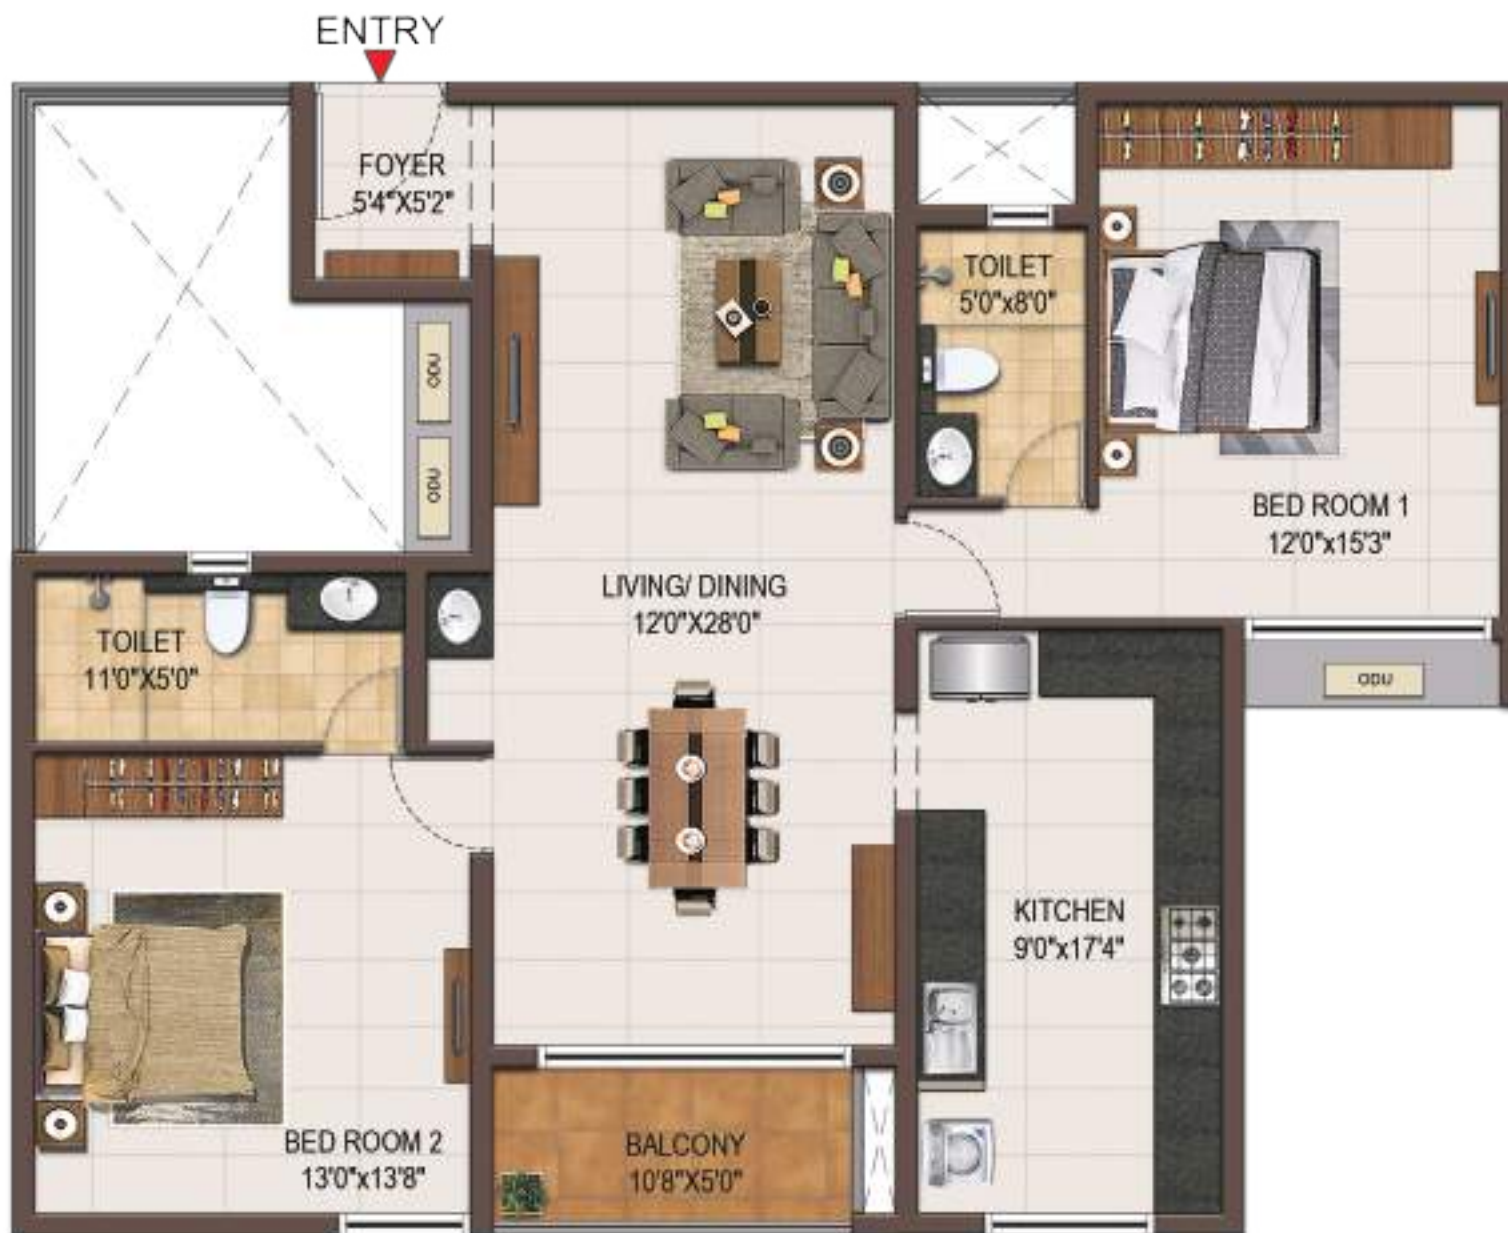 ENTRY
FOYER
5'4"X5'2"
TOILET
5'0"x8'0"
ODU
ODU
BED ROOM 1
12'0"x15'3"
LIVING/ DINING
12'0"X28'0"
TOILET
11'0"X5'0"
ODU
KITCHEN
9'0"x17'4"
BED ROOM 2
13'0"x13'8"
BALCONY
10'8"X5'0"